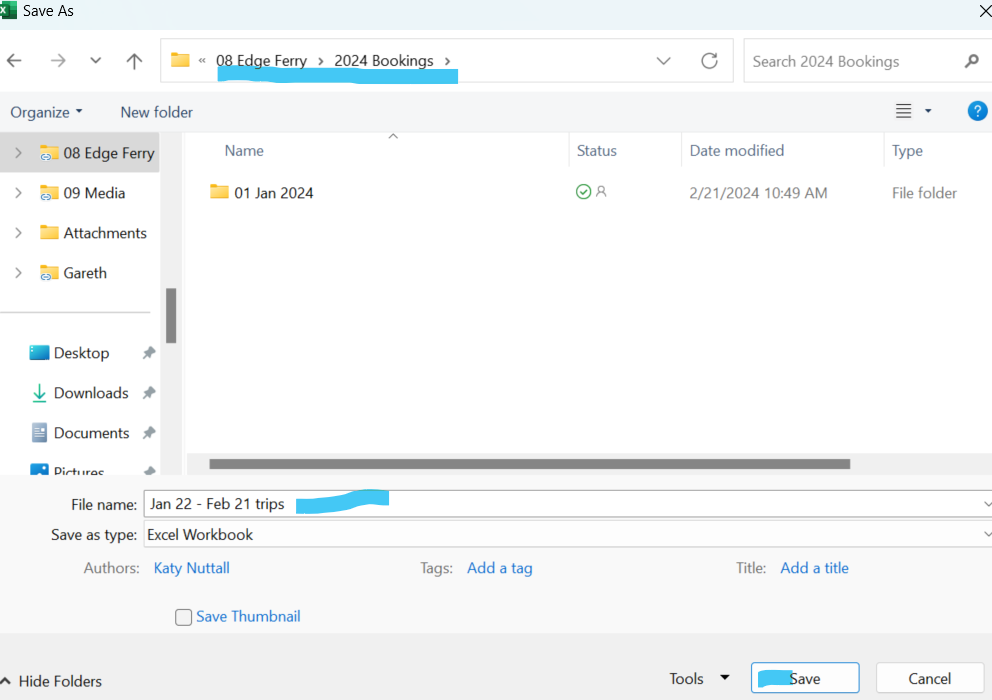 Save As
« 08 Edge Ferry > 2024 Bookings >
Search 2024 Bookings
Organize
New folder
?
08 Edge Ferry
09 Media
Attachments
Gareth
Desktop
Downloads
Documents
Pictures
Name Status Date modified Type
01 Jan 2024 2/21/2024 10:49 AM File folder
File name: Jan 22 - Feb 21 trips
Save as type: Excel Workbook
Authors: Katy Nuttall Tags: Add a tag Title: Add a title
Save Thumbnail
Hide Folders Tools Save Cancel